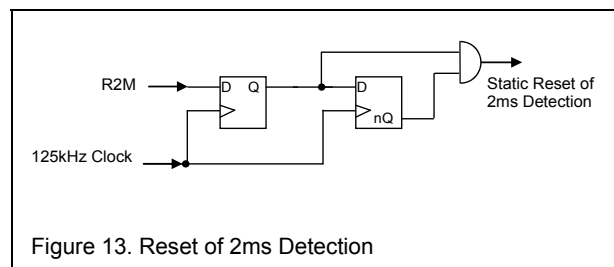 R2M
D Q
D
nQ
Static Reset of
2ms Detection
125kHz Clock
Figure 13. Reset of 2ms Detection